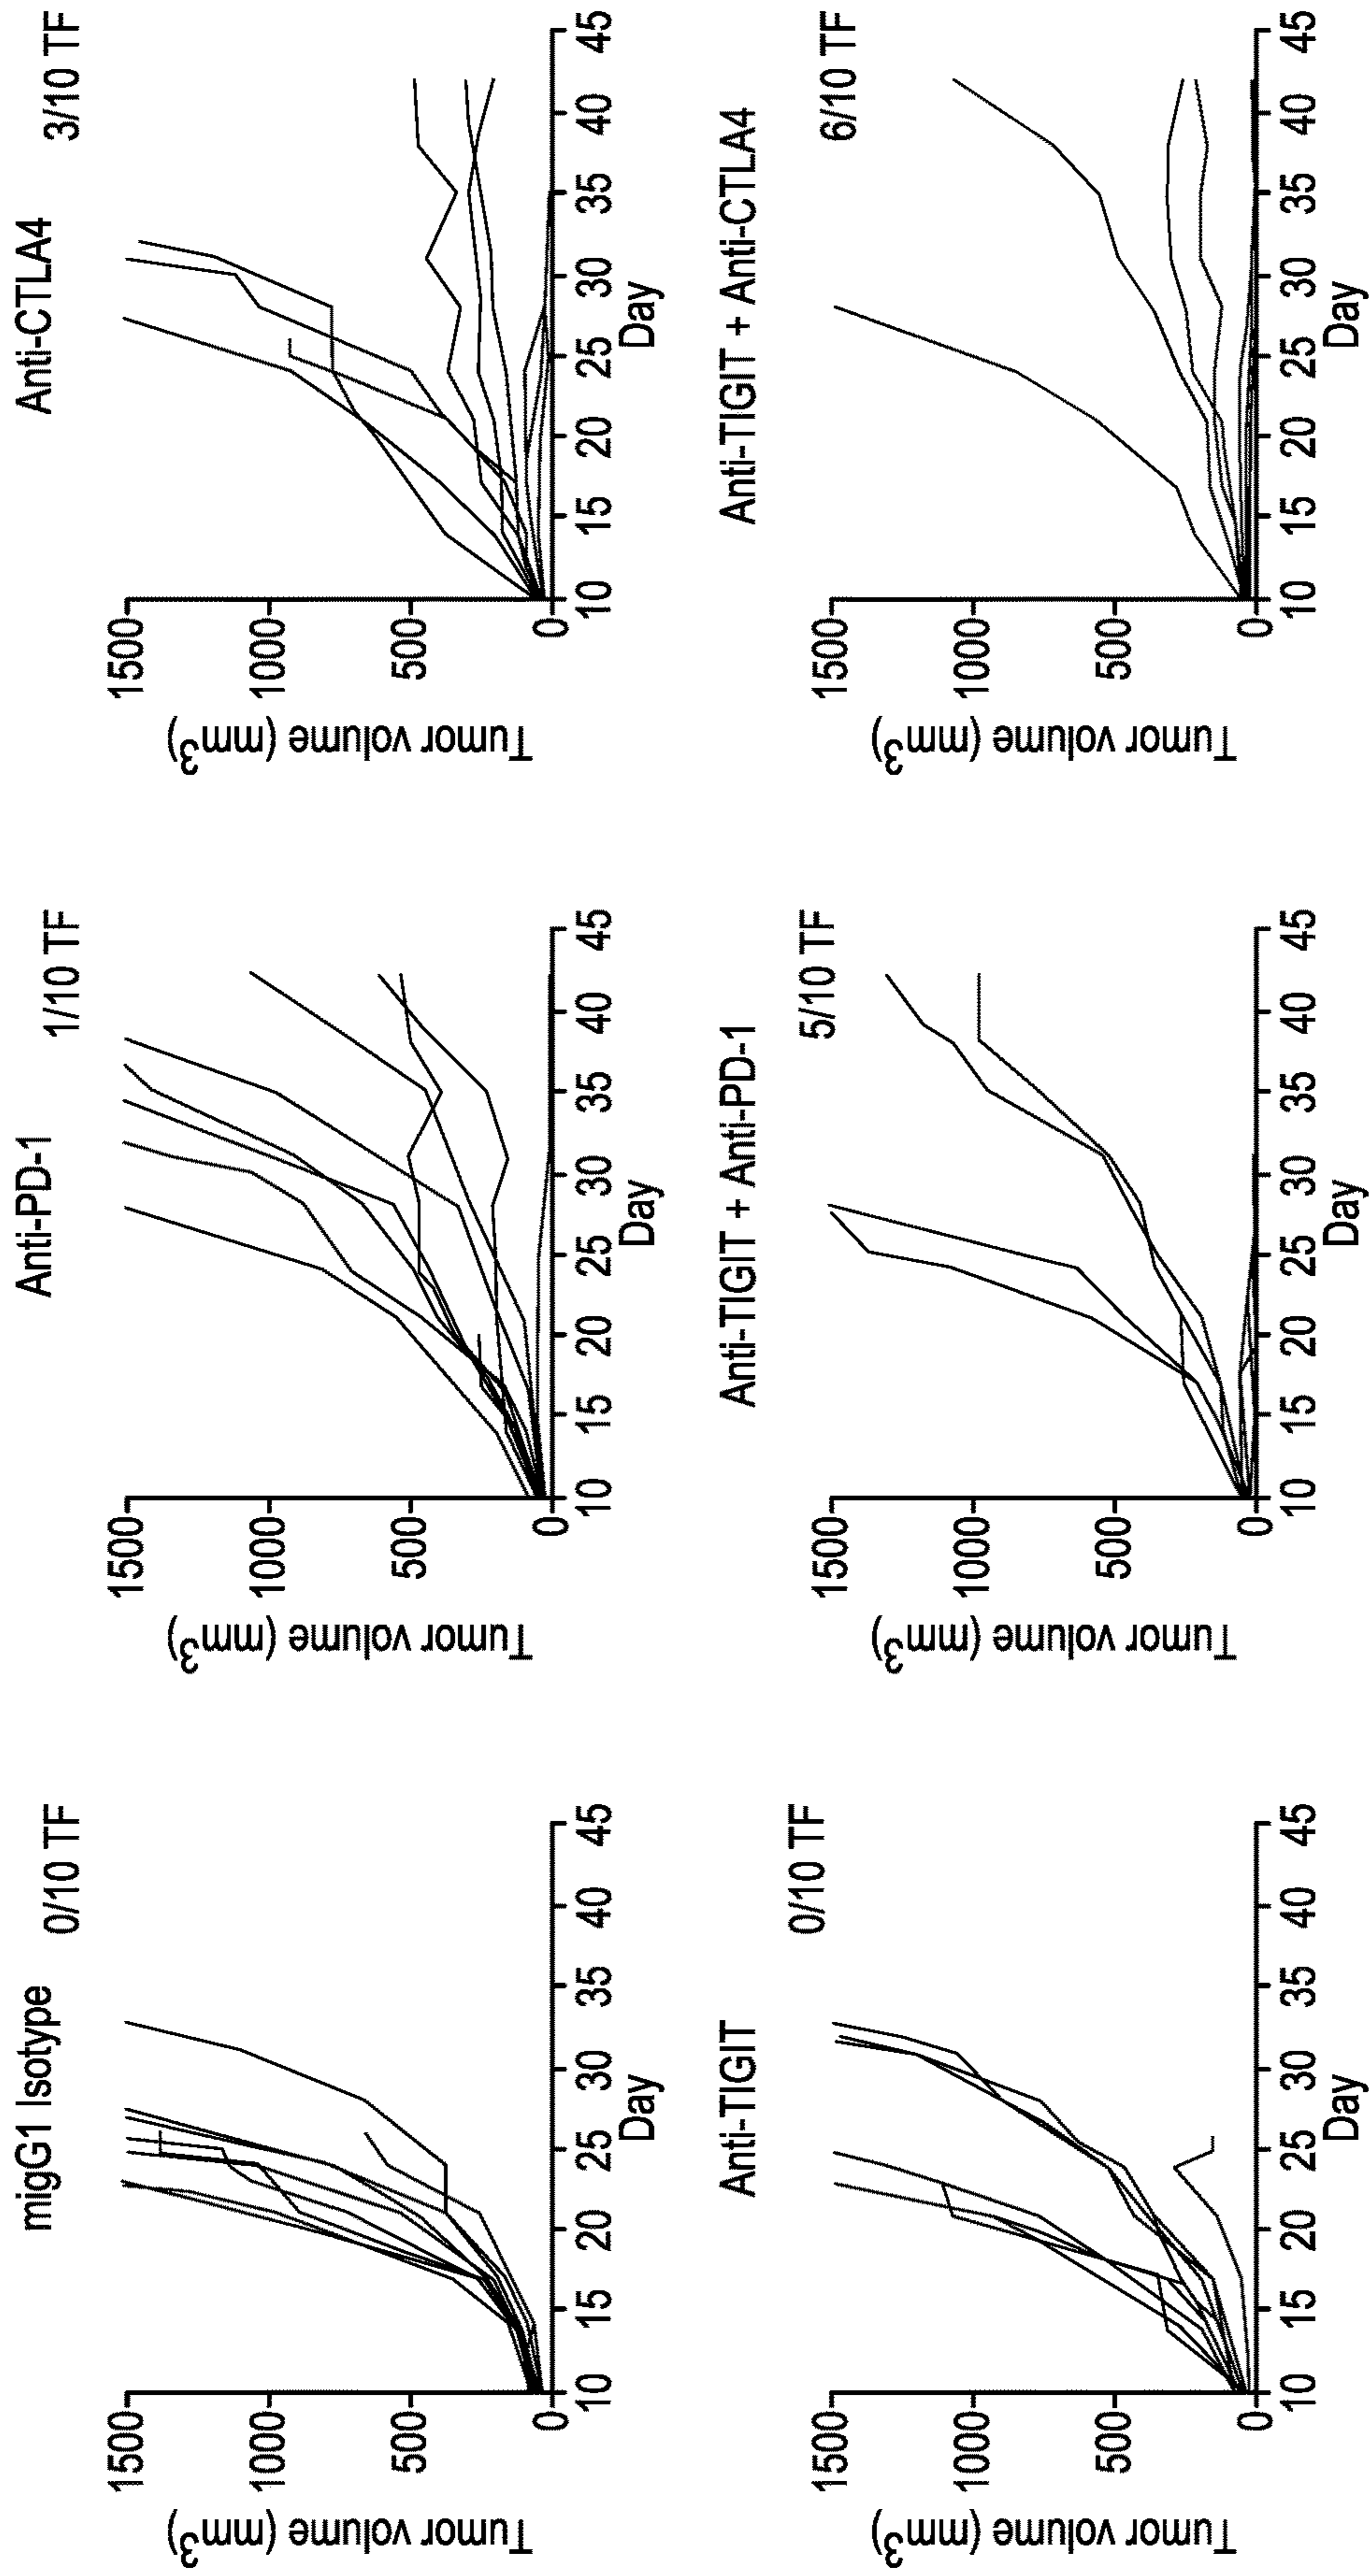 migG1 Isotype
0/10 TF
Tumor volume (mm3)
1500
1000
500
0
10 15 20 25 30 35 40 45
Day
Anti-PD-1
1/10 TF
Tumor volume (mm3)
1500
1000
500
0
10 15 20 25 30 35 40 45
Day
Anti-CTLA4
3/10 TF
Tumor volume (mm3)
1500
1000
500
0
10 15 20 25 30 35 40 45
Day
Anti-TIGIT
0/10 TF
Tumor volume (mm3)
1500
1000
500
0
10 15 20 25 30 35 40 45
Day
Anti-TIGIT + Anti-PD-1
5/10 TF
Tumor volume (mm3)
1500
1000
500
0
10 15 20 25 30 35 40 45
Day
Anti-TIGIT + Anti-CTLA4
6/10 TF
Tumor volume (mm3)
1500
1000
500
0
10 15 20 25 30 35 40 45
Day